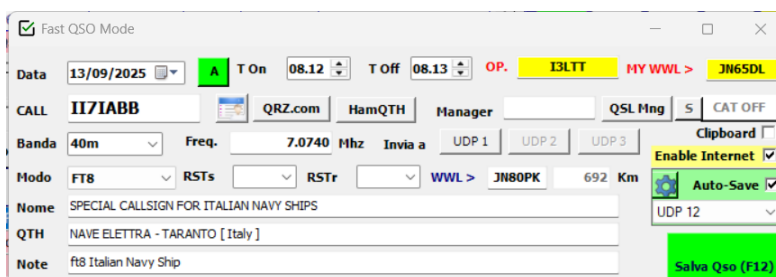 Fast QSO Mode
Data 13/09/2025 A T On 08.12 T Off 08.13 OP. I3LTT MY WWL > JN65DL
CALL II7IABB QRZ.com HamQTH Manager QSL Mng S CAT OFF
Banda 40m Freq. 7.0740 Mhz Invia a UDP 1 UDP 2 UDP 3 Clipboard
Enable Internet
Modo FT8 RSTs RSTr WWL > JN80PK 692 Km Auto-Save
Nome SPECIAL CALLSIGN FOR ITALIAN NAVY SHIPS UDP 12
QTH NAVE ELETTRA - TARANTO [ Italy ]
Note ft8 Italian Navy Ship Salva Qso (F12)